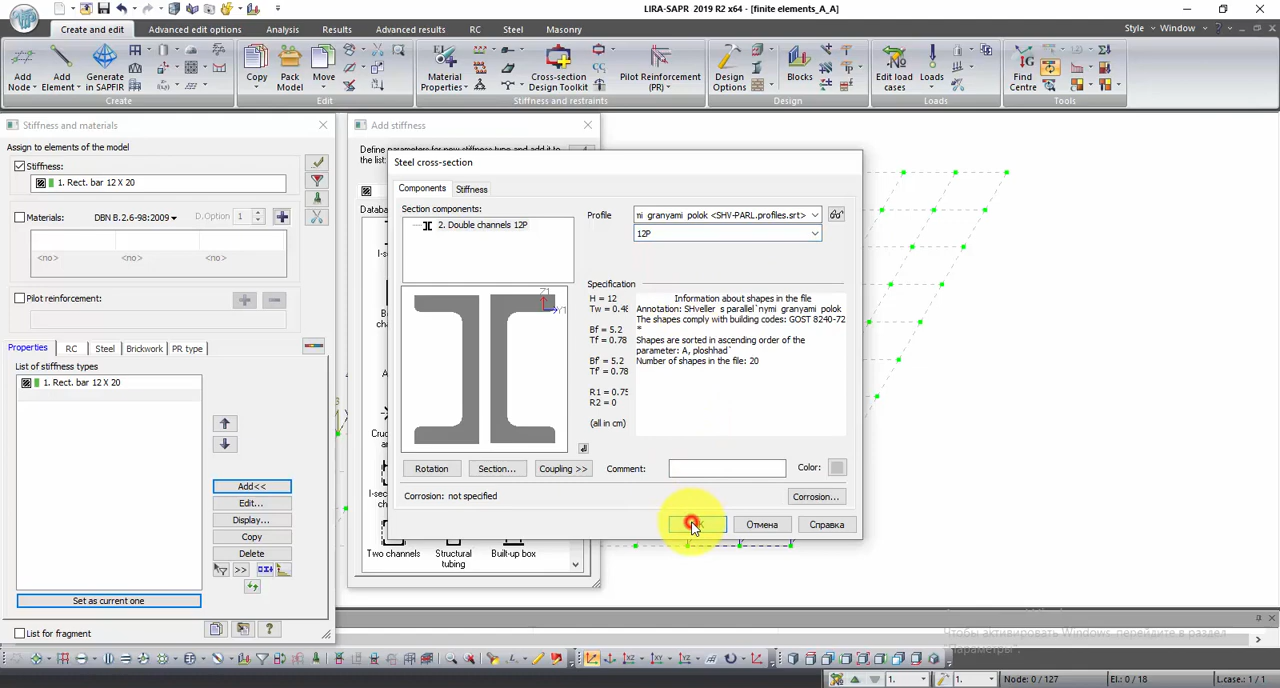 LIRA-SAPR 2019 R2 x64 - [finite elements_A_A]
Create and edit
Advanced edit options
Analysis
Results
Advanced results
RC
Steel
Masonry
Style
Window
Add Node
Add Element
Generate in SAPFIR
Create
Copy
Pack Model
Move
Edit
Material Properties
Cross-section Design Toolkit
Pilot Reinforcement (PR)
Stiffness and restraints
Design Options
Blocks
Design
Edit load cases
Loads
Loads
Find Centre
Tools
Stiffness and materials
Assign to elements of the model
Stiffness:
1. Rect. bar 12 X 20
Materials:
DBN B.2.6-98:2009
D.Option
1
<no>
<no>
<no>
Pilot reinforcement:
Properties
RC
Steel
Brickwork
PR type
List of stiffness types
1. Rect. bar 12 X 20
Add<<
Edit...
Display...
Copy
Delete
>>
Set as current one
List for fragment
Add stiffness
Define parameters for new stiffness type and add it to
the list:
Databa
I-se
Two channels
Structural tubing
Built-up box
Steel cross-section
Components
Stiffness
Section components:
2. Double channels 12P
Z1
Y1
Profile
ni granyami polok <SHV-PARL.profiles.srt>
12P
Specification
H = 12
Tw = 0.48
Bf = 5.2
Tf = 0.78
Bf' = 5.2
Tf' = 0.78
R1 = 0.75
R2 = 0
(all in cm)
Information about shapes in the file
Annotation: SHveller s parallel`nymi granyami polok
The shapes comply with building codes: GOST 8240-72
*
Shapes are sorted in ascending order of the
parameter: A, ploshhad`
Number of shapes in the file: 20
Rotation
Section...
Coupling >>
Comment:
Color:
Corrosion: not specified
Corrosion...
Отмена
Справка
Чтобы активировать Windows, перейдите в раздел
"Параметры".
1.
1.
Node: 0 / 127
El.: 0 / 18
L.case.: 1 / 1